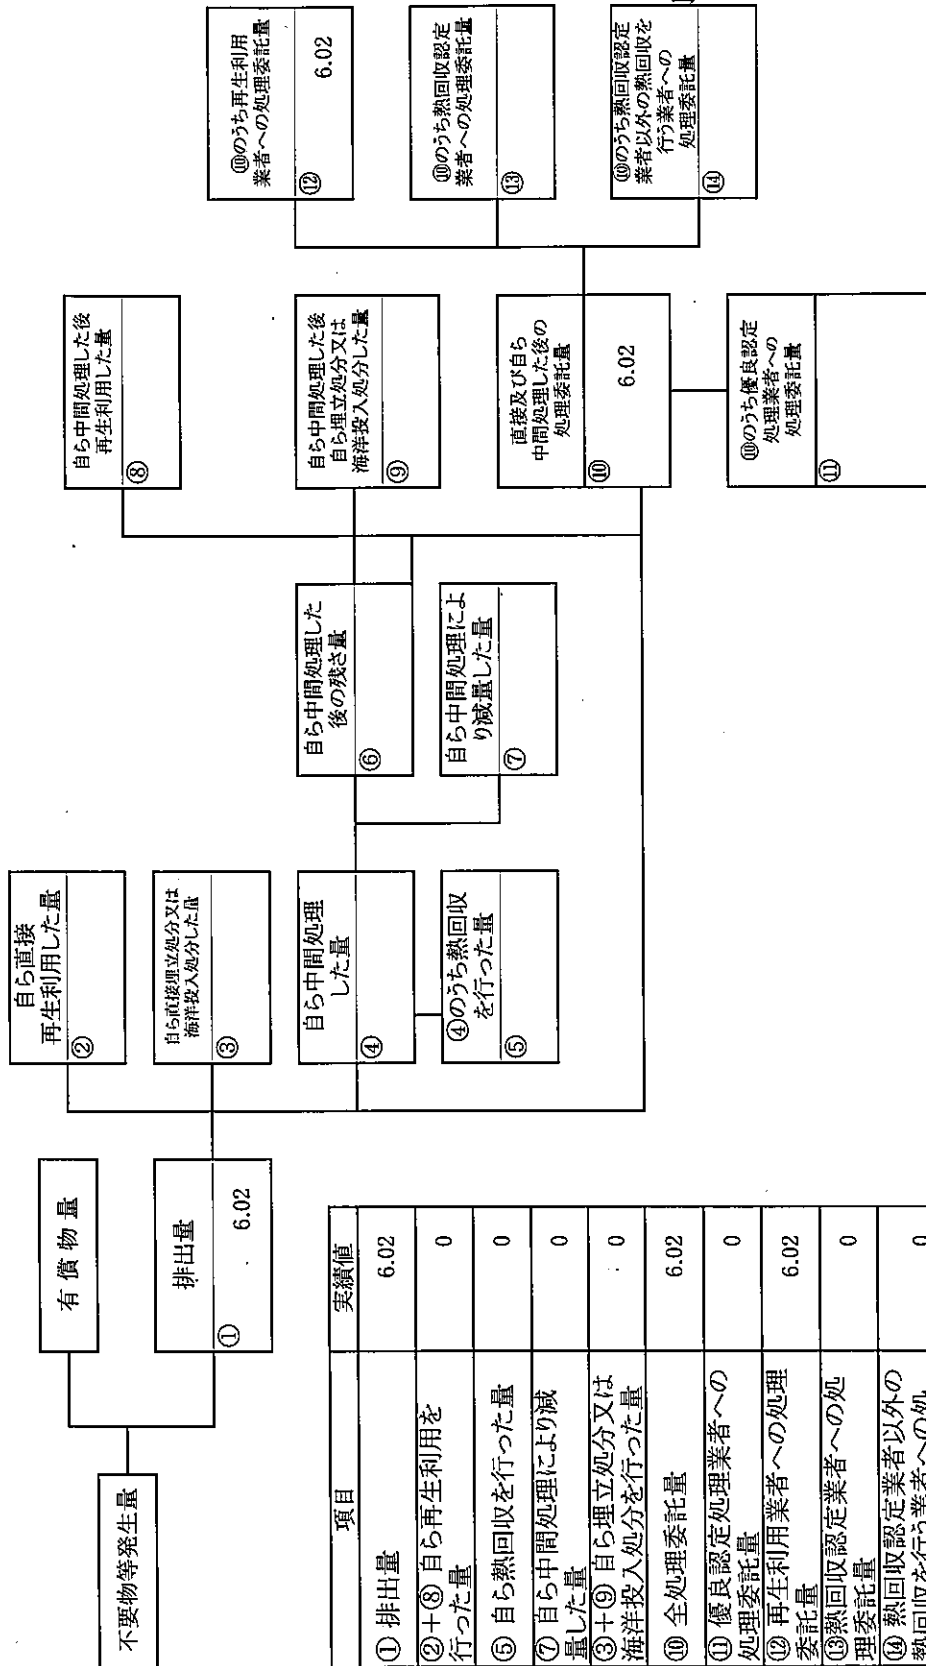 不要物等発生量
有償物量
排出量
①
6.02
自ら直接
再生利用した量
②
自ら直接埋立処分又は
海洋投入処分した量
③
自ら中間処理
した量
④
④のうち熱回収
を行った量
⑤
自ら中間処理した
後の残さ量
⑥
自ら中間処理によ
り減量した量
⑦
自ら中間処理した後
再生利用した量
⑧
自ら中間処理した後
自ら埋立処分又は
海洋投入処分した量
⑨
直接及び自ら
中間処理した後の
処理委託量
⑩
6.02
⑩のうち優良認定
処理業者への
処理委託量
⑪
⑩のうち再生利用
業者への処理委託量
⑫
6.02
⑩のうち熱回収認定
業者への処理委託量
⑬
⑩のうち熱回収認定
業者以外の熱回収を
行う業者への
処理委託量
⑭
項目 実績値
①排出量 6.02
②+⑧自ら再生利用を
行った量 0
⑤自ら熱回収を行った量 0
⑦自ら中間処理により減
量した量 0
③+⑨自ら埋立処分又は
海洋投入処分を行った量 0
⑩全処理委託量 6.02
⑪優良認定処理業者への
処理委託量 0
⑫再生利用業者への処理
委託量 6.02
⑬熱回収認定業者への処
理委託量 0
⑭熱回収認定業者以外の
熱回収を行う業者への処 0